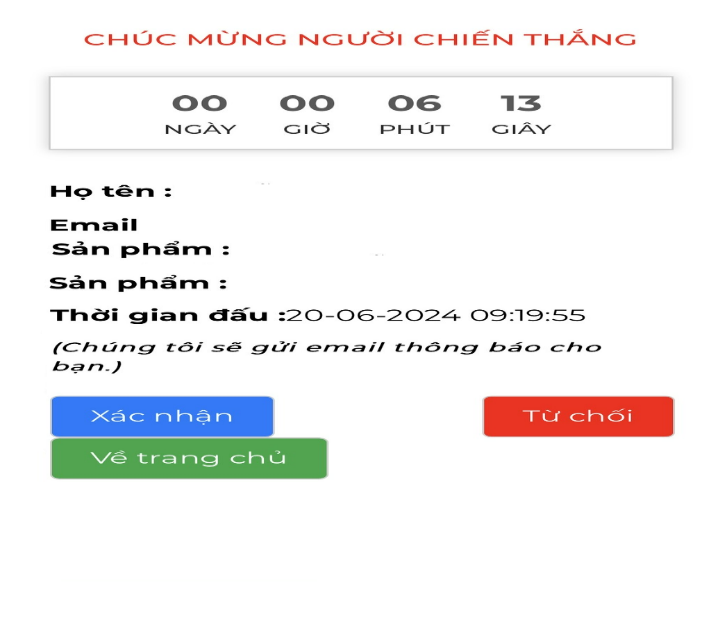 CHÚC MỪNG NGƯỜI CHIẾN THẮNG
00 00 06 13
NGÀY GIỜ PHÚT GIÂY
Họ tên :
Email
Sản phẩm :
Sản phẩm :
Thời gian đấu :20-06-2024 09:19:55
(Chúng tôi sẽ gửi email thông báo cho
bạn.)
Xác nhận Từ chối
Về trang chủ